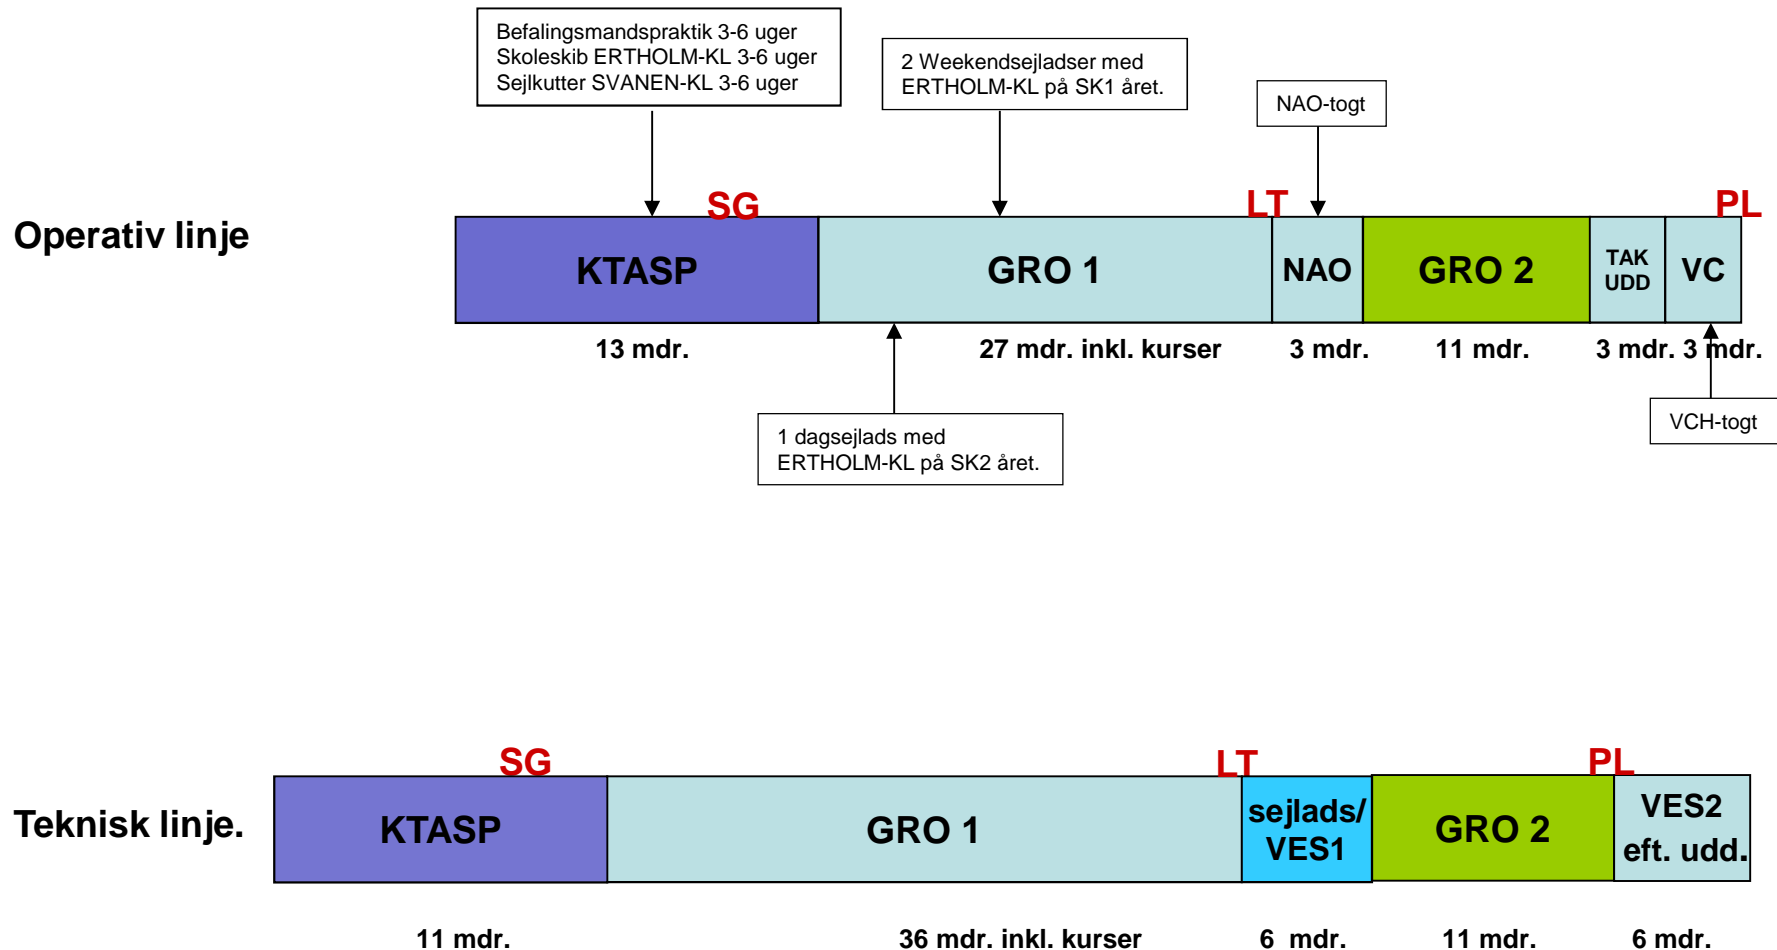 Befalingsmandspraktik 3-6 uger
Skoleskib ERTHOLM-KL 3-6 uger
Sejlkutter SVANEN-KL 3-6 uger
2 Weekendsejladser med
ERTHOLM-KL på SK1 året.
NAO-togt
SG
LT
PL
Operativ linje
KTASP
GRO 1
NAO
GRO 2
TAK
UDD
VC
13 mdr.
27 mdr. inkl. kurser
3 mdr.
11 mdr.
3 mdr.
3 mdr.
1 dagsejlads med
ERTHOLM-KL på SK2 året.
VCH-togt
SG
LT
PL
Teknisk linje.
KTASP
GRO 1
sejlads/
VES1
GRO 2
VES2
eft. udd.
11 mdr.
36 mdr. inkl. kurser
6 mdr.
11 mdr.
6 mdr.